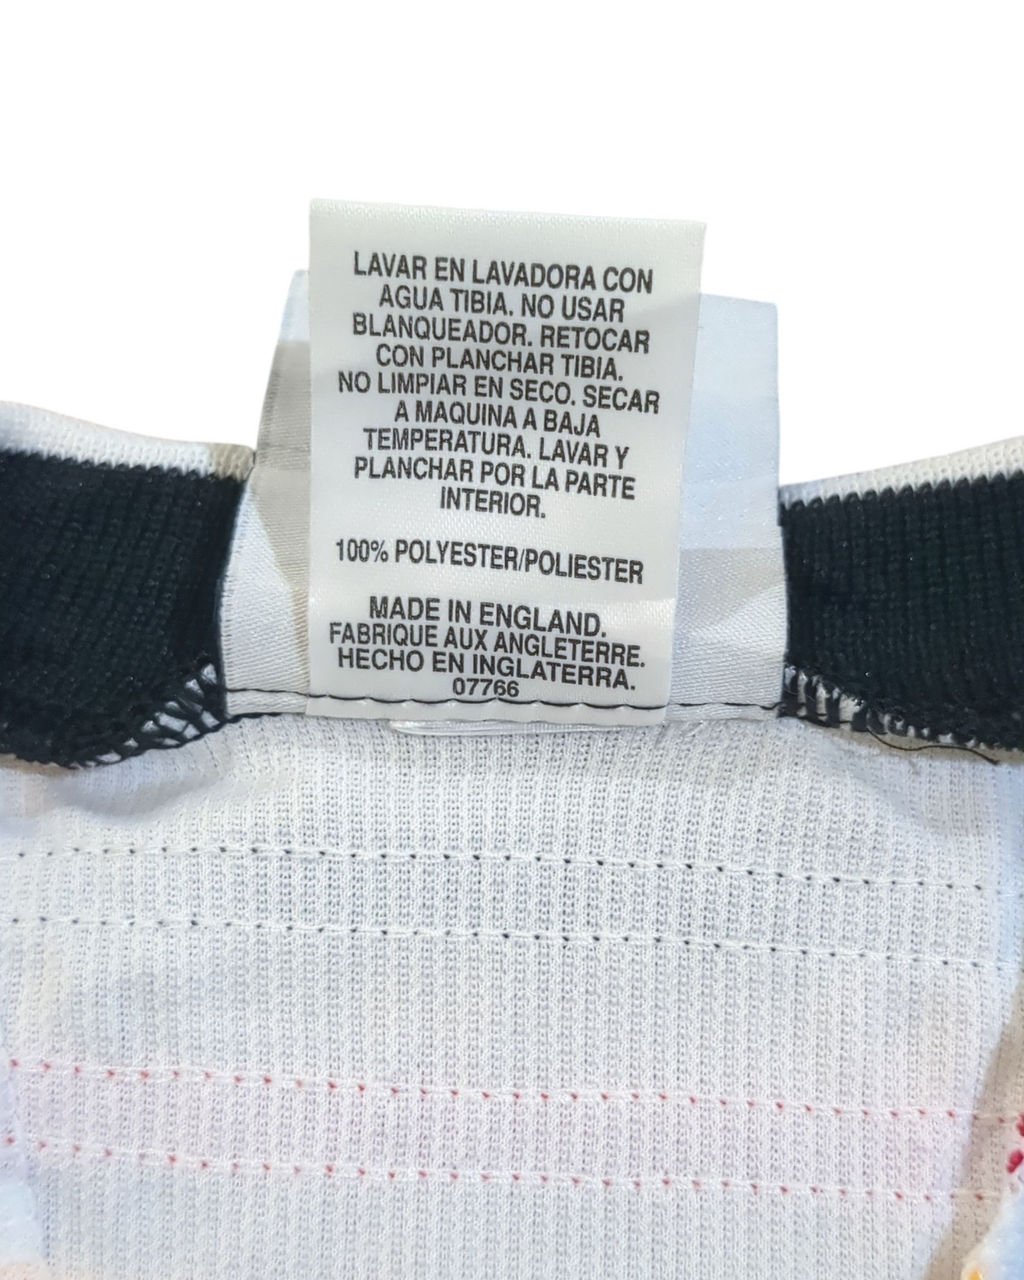 LAVAR EN LAVADORA CON
AGUA TIBIA. NO USAR
BLANQUEADOR. RETOCAR
CON PLANCHAR TIBIA.
NO LIMPIAR EN SECO. SECAR
A MAQUINA A BAJA
TEMPERATURA. LAVAR Y
PLANCHAR POR LA PARTE
INTERIOR.
100% POLYESTER/POLIESTER
MADE IN ENGLAND.
FABRIQUE AUX ANGLETERRE.
HECHO EN INGLATERRA.
07766